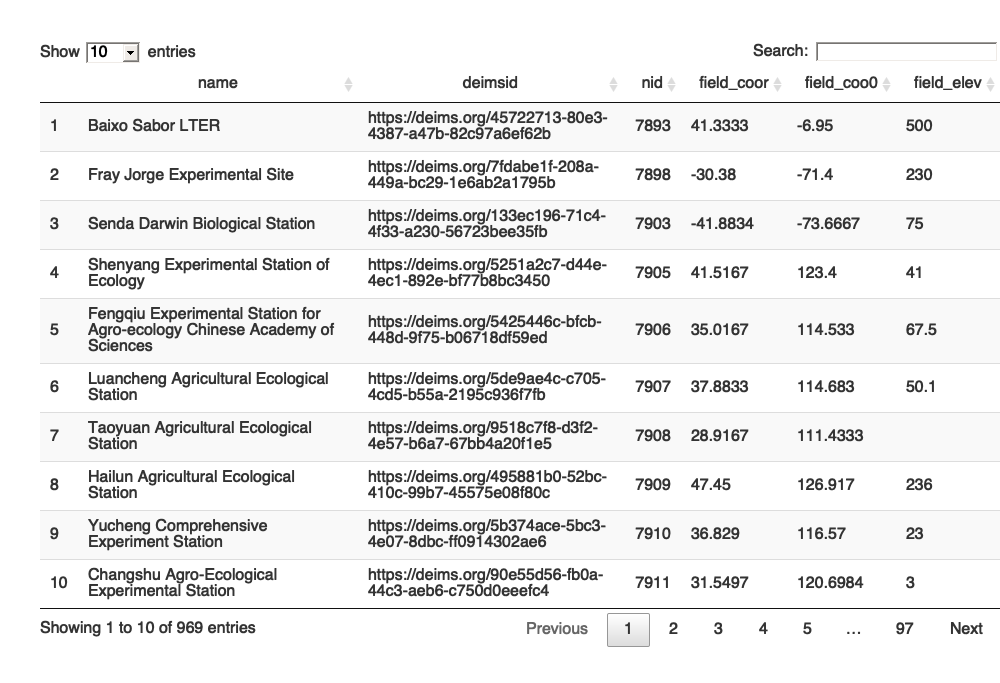 Show 10 entries Search:
name deimsid nid field_coor field_coo0 field_elev
1 Baixo Sabor LTER https://deims.org/45722713-80e3-4387-a47b-82c97a6ef62b 7893 41.3333 -6.95 500
2 Fray Jorge Experimental Site https://deims.org/7fdabe1f-208a-449a-bc29-1e6ab2a1795b 7898 -30.38 -71.4 230
3 Senda Darwin Biological Station https://deims.org/133ec196-71c4-4f33-a230-56723bee35fb 7903 -41.8834 -73.6667 75
4 Shenyang Experimental Station of Ecology https://deims.org/5251a2c7-d44e-4ec1-892e-bf77b8bc3450 7905 41.5167 123.4 41
5 Fengqiu Experimental Station for Agro-ecology Chinese Academy of Sciences https://deims.org/5425446c-bfcb-448d-9f75-b06718df59ed 7906 35.0167 114.533 67.5
6 Luancheng Agricultural Ecological Station https://deims.org/5de9ae4c-c705-4cd5-b55a-2195c936f7fb 7907 37.8833 114.683 50.1
7 Taoyuan Agricultural Ecological Station https://deims.org/9518c7f8-d3f2-4e57-b6a7-67bb4a20f1e5 7908 28.9167 111.4333
8 Hailun Agricultural Ecological Station https://deims.org/495881b0-52bc-410c-99b7-45575e08f80c 7909 47.45 126.917 236
9 Yucheng Comprehensive Experiment Station https://deims.org/5b374ace-5bc3-4e07-8dbc-ff0914302ae6 7910 36.829 116.57 23
10 Changshu Agro-Ecological Experimental Station https://deims.org/90e55d56-fb0a-44c3-aeb6-c750d0eeefc4 7911 31.5497 120.6984 3
Showing 1 to 10 of 969 entries Previous 1 2 3 4 5 … 97 Next